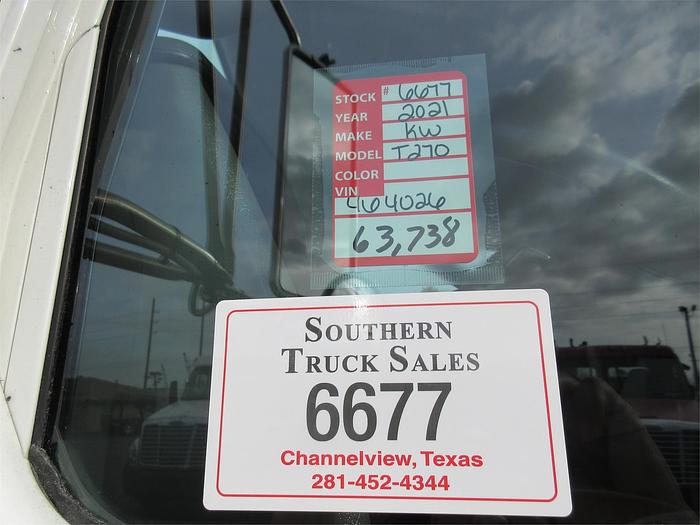 STOCK # 6677
YEAR 2021
MAKE KW
MODEL T270
COLOR
VIN
464026
63,738
SOUTHERN
TRUCK SALES
6677
Channelview, Texas
281-452-4344